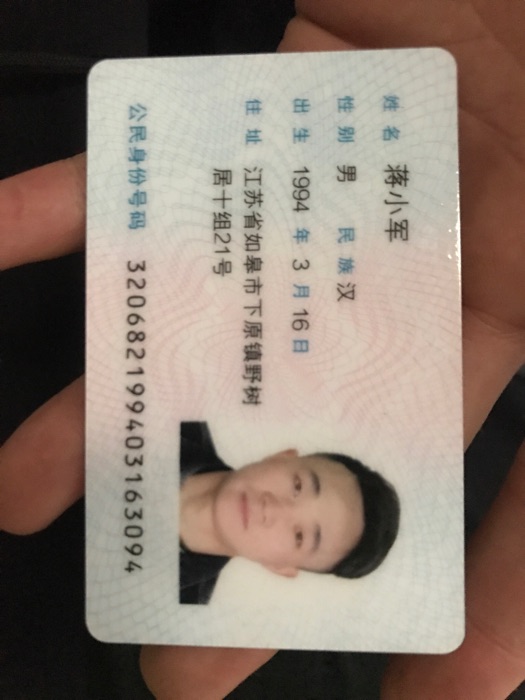 姓名 蒋小军
性别 男 民族 汉
出生 1994 年 3 月 16 日
住址 江苏省如皋市下原镇野树
居十组21号
公民身份号码 320682199403163094